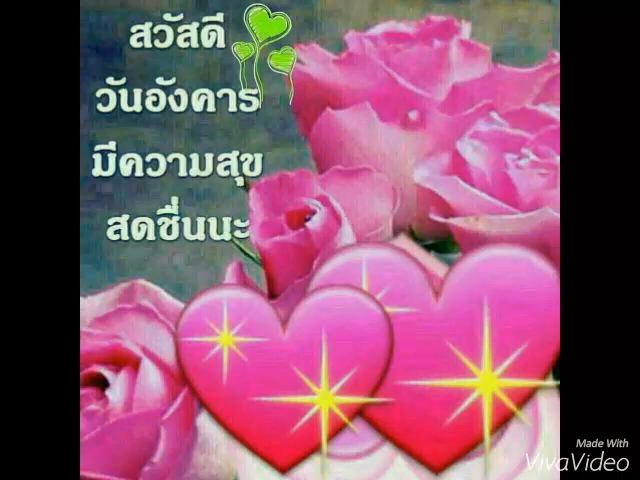 สวัสดี
วันอังคาร
มีความสุข
สดชื่นนะ
Made With
VivaVideo